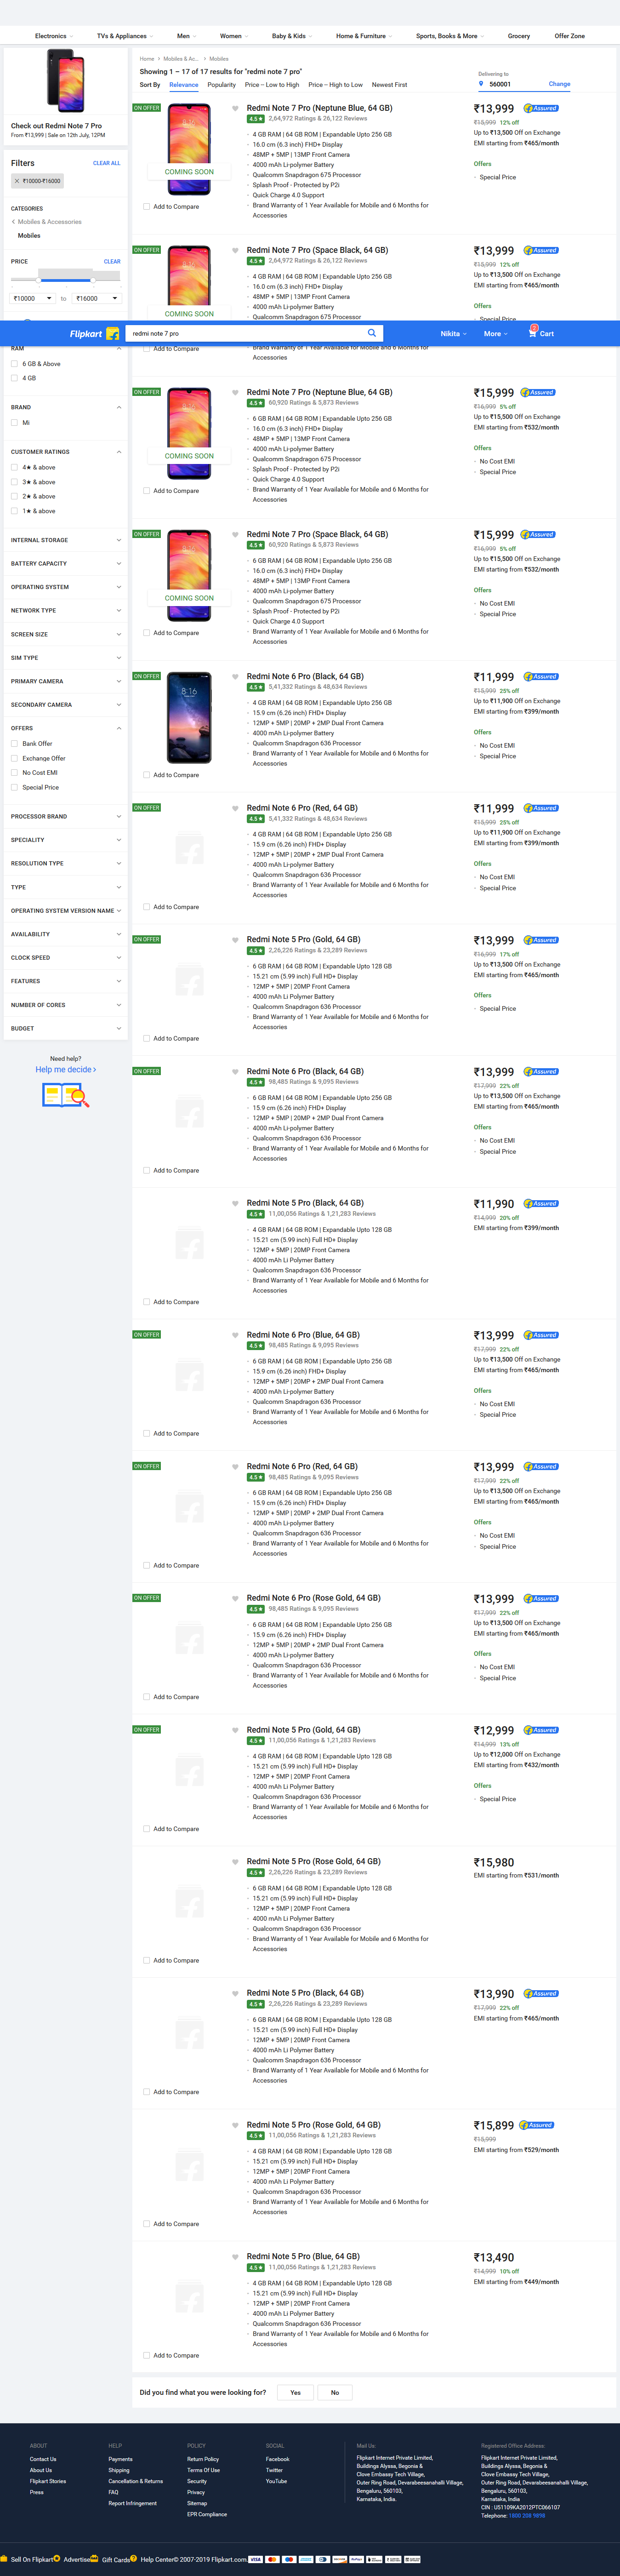 Electronics
TVs & Appliances
Men
Women
Baby & Kids
Home & Furniture
Sports, Books & More
Grocery
Offer Zone
Check out Redmi Note 7 Pro
From ₹13,999 | Sale on 12th July, 12PM
Filters
CLEAR ALL
✕ ₹10000-₹16000
CATEGORIES
Mobiles & Accessories
Mobiles
PRICE
CLEAR
₹10000
to
₹16000
RAM
6 GB & Above
4 GB
BRAND
Mi
CUSTOMER RATINGS
4★ & above
3★ & above
2★ & above
1★ & above
INTERNAL STORAGE
BATTERY CAPACITY
OPERATING SYSTEM
NETWORK TYPE
SCREEN SIZE
SIM TYPE
PRIMARY CAMERA
SECONDARY CAMERA
OFFERS
Bank Offer
Exchange Offer
No Cost EMI
Special Price
PROCESSOR BRAND
SPECIALITY
RESOLUTION TYPE
TYPE
OPERATING SYSTEM VERSION NAME
AVAILABILITY
CLOCK SPEED
FEATURES
NUMBER OF CORES
BUDGET
Need help?
Help me decide
Home > Mobiles & Ac... > Mobiles
Showing 1 – 17 of 17 results for "redmi note 7 pro"
Sort By Relevance Popularity Price -- Low to High Price -- High to Low Newest First
Delivering to
560001 Change
ON OFFER
COMING SOON
Add to Compare
Redmi Note 7 Pro (Neptune Blue, 64 GB)
4.5 ★ 2,64,972 Ratings & 26,122 Reviews
4 GB RAM | 64 GB ROM | Expandable Upto 256 GB
16.0 cm (6.3 inch) FHD+ Display
48MP + 5MP | 13MP Front Camera
4000 mAh Li-polymer Battery
Qualcomm Snapdragon 675 Processor
Splash Proof - Protected by P2i
Quick Charge 4.0 Support
Brand Warranty of 1 Year Available for Mobile and 6 Months for
Accessories
₹13,999 Assured
₹15,999 12% off
Up to ₹13,500 Off on Exchange
EMI starting from ₹465/month
Offers
Special Price
ON OFFER
COMING SOON
Redmi Note 7 Pro (Space Black, 64 GB)
4.5 ★ 2,64,972 Ratings & 26,122 Reviews
4 GB RAM | 64 GB ROM | Expandable Upto 256 GB
16.0 cm (6.3 inch) FHD+ Display
48MP + 5MP | 13MP Front Camera
4000 mAh Li-polymer Battery
Qualcomm Snapdragon 675 Processor
₹13,999 Assured
₹15,999 12% off
Up to ₹13,500 Off on Exchange
EMI starting from ₹465/month
Offers
Special Price
Flipkart
redmi note 7 pro
Nikita
More
2
Cart
Add to Compare
Brand Warranty of 1 Year Available for Mobile and 6 Months for
Accessories
ON OFFER
COMING SOON
Add to Compare
Redmi Note 7 Pro (Neptune Blue, 64 GB)
4.5 ★ 60,920 Ratings & 5,873 Reviews
6 GB RAM | 64 GB ROM | Expandable Upto 256 GB
16.0 cm (6.3 inch) FHD+ Display
48MP + 5MP | 13MP Front Camera
4000 mAh Li-polymer Battery
Qualcomm Snapdragon 675 Processor
Splash Proof - Protected by P2i
Quick Charge 4.0 Support
Brand Warranty of 1 Year Available for Mobile and 6 Months for
Accessories
₹15,999 Assured
₹16,999 5% off
Up to ₹15,500 Off on Exchange
EMI starting from ₹532/month
Offers
No Cost EMI
Special Price
ON OFFER
COMING SOON
Add to Compare
Redmi Note 7 Pro (Space Black, 64 GB)
4.5 ★ 60,920 Ratings & 5,873 Reviews
6 GB RAM | 64 GB ROM | Expandable Upto 256 GB
16.0 cm (6.3 inch) FHD+ Display
48MP + 5MP | 13MP Front Camera
4000 mAh Li-polymer Battery
Qualcomm Snapdragon 675 Processor
Splash Proof - Protected by P2i
Quick Charge 4.0 Support
Brand Warranty of 1 Year Available for Mobile and 6 Months for
Accessories
₹15,999 Assured
₹16,999 5% off
Up to ₹15,500 Off on Exchange
EMI starting from ₹532/month
Offers
No Cost EMI
Special Price
ON OFFER
8:16
Add to Compare
Redmi Note 6 Pro (Black, 64 GB)
4.5 ★ 5,41,332 Ratings & 48,634 Reviews
4 GB RAM | 64 GB ROM | Expandable Upto 256 GB
15.9 cm (6.26 inch) FHD+ Display
12MP + 5MP | 20MP + 2MP Dual Front Camera
4000 mAh Li-polymer Battery
Qualcomm Snapdragon 636 Processor
Brand Warranty of 1 Year Available for Mobile and 6 Months for
Accessories
₹11,999 Assured
₹15,999 25% off
Up to ₹11,900 Off on Exchange
EMI starting from ₹399/month
Offers
No Cost EMI
Special Price
ON OFFER
Add to Compare
Redmi Note 6 Pro (Red, 64 GB)
4.5 ★ 5,41,332 Ratings & 48,634 Reviews
4 GB RAM | 64 GB ROM | Expandable Upto 256 GB
15.9 cm (6.26 inch) FHD+ Display
12MP + 5MP | 20MP + 2MP Dual Front Camera
4000 mAh Li-polymer Battery
Qualcomm Snapdragon 636 Processor
Brand Warranty of 1 Year Available for Mobile and 6 Months for
Accessories
₹11,999 Assured
₹15,999 25% off
Up to ₹11,900 Off on Exchange
EMI starting from ₹399/month
Offers
No Cost EMI
Special Price
ON OFFER
Add to Compare
Redmi Note 5 Pro (Gold, 64 GB)
4.5 ★ 2,26,226 Ratings & 23,289 Reviews
6 GB RAM | 64 GB ROM | Expandable Upto 128 GB
15.21 cm (5.99 inch) Full HD+ Display
12MP + 5MP | 20MP Front Camera
4000 mAh Li Polymer Battery
Qualcomm Snapdragon 636 Processor
Brand Warranty of 1 Year Available for Mobile and 6 Months for
Accessories
₹13,999 Assured
₹16,999 17% off
Up to ₹13,500 Off on Exchange
EMI starting from ₹465/month
Offers
Special Price
ON OFFER
Add to Compare
Redmi Note 6 Pro (Black, 64 GB)
4.5 ★ 98,485 Ratings & 9,095 Reviews
6 GB RAM | 64 GB ROM | Expandable Upto 256 GB
15.9 cm (6.26 inch) FHD+ Display
12MP + 5MP | 20MP + 2MP Dual Front Camera
4000 mAh Li-polymer Battery
Qualcomm Snapdragon 636 Processor
Brand Warranty of 1 Year Available for Mobile and 6 Months for
Accessories
₹13,999 Assured
₹17,999 22% off
Up to ₹13,500 Off on Exchange
EMI starting from ₹465/month
Offers
No Cost EMI
Special Price
Add to Compare
Redmi Note 5 Pro (Black, 64 GB)
4.5 ★ 11,00,056 Ratings & 1,21,283 Reviews
4 GB RAM | 64 GB ROM | Expandable Upto 128 GB
15.21 cm (5.99 inch) Full HD+ Display
12MP + 5MP | 20MP Front Camera
4000 mAh Li Polymer Battery
Qualcomm Snapdragon 636 Processor
Brand Warranty of 1 Year Available for Mobile and 6 Months for
Accessories
₹11,990 Assured
₹14,999 20% off
EMI starting from ₹399/month
ON OFFER
Add to Compare
Redmi Note 6 Pro (Blue, 64 GB)
4.5 ★ 98,485 Ratings & 9,095 Reviews
6 GB RAM | 64 GB ROM | Expandable Upto 256 GB
15.9 cm (6.26 inch) FHD+ Display
12MP + 5MP | 20MP + 2MP Dual Front Camera
4000 mAh Li-polymer Battery
Qualcomm Snapdragon 636 Processor
Brand Warranty of 1 Year Available for Mobile and 6 Months for
Accessories
₹13,999 Assured
₹17,999 22% off
Up to ₹13,500 Off on Exchange
EMI starting from ₹465/month
Offers
No Cost EMI
Special Price
ON OFFER
Add to Compare
Redmi Note 6 Pro (Red, 64 GB)
4.5 ★ 98,485 Ratings & 9,095 Reviews
6 GB RAM | 64 GB ROM | Expandable Upto 256 GB
15.9 cm (6.26 inch) FHD+ Display
12MP + 5MP | 20MP + 2MP Dual Front Camera
4000 mAh Li-polymer Battery
Qualcomm Snapdragon 636 Processor
Brand Warranty of 1 Year Available for Mobile and 6 Months for
Accessories
₹13,999 Assured
₹17,999 22% off
Up to ₹13,500 Off on Exchange
EMI starting from ₹465/month
Offers
No Cost EMI
Special Price
ON OFFER
Add to Compare
Redmi Note 6 Pro (Rose Gold, 64 GB)
4.5 ★ 98,485 Ratings & 9,095 Reviews
6 GB RAM | 64 GB ROM | Expandable Upto 256 GB
15.9 cm (6.26 inch) FHD+ Display
12MP + 5MP | 20MP + 2MP Dual Front Camera
4000 mAh Li-polymer Battery
Qualcomm Snapdragon 636 Processor
Brand Warranty of 1 Year Available for Mobile and 6 Months for
Accessories
₹13,999 Assured
₹17,999 22% off
Up to ₹13,500 Off on Exchange
EMI starting from ₹465/month
Offers
No Cost EMI
Special Price
ON OFFER
Add to Compare
Redmi Note 5 Pro (Gold, 64 GB)
4.5 ★ 11,00,056 Ratings & 1,21,283 Reviews
4 GB RAM | 64 GB ROM | Expandable Upto 128 GB
15.21 cm (5.99 inch) Full HD+ Display
12MP + 5MP | 20MP Front Camera
4000 mAh Li Polymer Battery
Qualcomm Snapdragon 636 Processor
Brand Warranty of 1 Year Available for Mobile and 6 Months for
Accessories
₹12,999 Assured
₹14,999 13% off
Up to ₹12,000 Off on Exchange
EMI starting from ₹432/month
Offers
Special Price
Add to Compare
Redmi Note 5 Pro (Rose Gold, 64 GB)
4.5 ★ 2,26,226 Ratings & 23,289 Reviews
6 GB RAM | 64 GB ROM | Expandable Upto 128 GB
15.21 cm (5.99 inch) Full HD+ Display
12MP + 5MP | 20MP Front Camera
4000 mAh Li Polymer Battery
Qualcomm Snapdragon 636 Processor
Brand Warranty of 1 Year Available for Mobile and 6 Months for
Accessories
₹15,980
EMI starting from ₹531/month
Add to Compare
Redmi Note 5 Pro (Black, 64 GB)
4.5 ★ 2,26,226 Ratings & 23,289 Reviews
6 GB RAM | 64 GB ROM | Expandable Upto 128 GB
15.21 cm (5.99 inch) Full HD+ Display
12MP + 5MP | 20MP Front Camera
4000 mAh Li Polymer Battery
Qualcomm Snapdragon 636 Processor
Brand Warranty of 1 Year Available for Mobile and 6 Months for
Accessories
₹13,990 Assured
₹17,999 22% off
EMI starting from ₹465/month
Add to Compare
Redmi Note 5 Pro (Rose Gold, 64 GB)
4.5 ★ 11,00,056 Ratings & 1,21,283 Reviews
4 GB RAM | 64 GB ROM | Expandable Upto 128 GB
15.21 cm (5.99 inch) Full HD+ Display
12MP + 5MP | 20MP Front Camera
4000 mAh Li Polymer Battery
Qualcomm Snapdragon 636 Processor
Brand Warranty of 1 Year Available for Mobile and 6 Months for
Accessories
₹15,899 Assured
₹15,999
EMI starting from ₹529/month
Add to Compare
Redmi Note 5 Pro (Blue, 64 GB)
4.5 ★ 11,00,056 Ratings & 1,21,283 Reviews
4 GB RAM | 64 GB ROM | Expandable Upto 128 GB
15.21 cm (5.99 inch) Full HD+ Display
12MP + 5MP | 20MP Front Camera
4000 mAh Li Polymer Battery
Qualcomm Snapdragon 636 Processor
Brand Warranty of 1 Year Available for Mobile and 6 Months for
Accessories
₹13,490
₹14,999 10% off
EMI starting from ₹449/month
Did you find what you were looking for? Yes No
ABOUT
Contact Us
About Us
Flipkart Stories
Press
HELP
Payments
Shipping
Cancellation & Returns
FAQ
Report Infringement
POLICY
Return Policy
Terms Of Use
Security
Privacy
Sitemap
EPR Compliance
SOCIAL
Facebook
Twitter
YouTube
Mail Us:
Flipkart Internet Private Limited,
Buildings Alyssa, Begonia &
Clove Embassy Tech Village,
Outer Ring Road, Devarabeesanahalli Village,
Bengaluru, 560103,
Karnataka, India.
Registered Office Address:
Flipkart Internet Private Limited,
Buildings Alyssa, Begonia &
Clove Embassy Tech Village,
Outer Ring Road, Devarabeesanahalli Village,
Bengaluru, 560103,
Karnataka, India
CIN : U51109KA2012PTC066107
Telephone: 1800 208 9898
Sell On Flipkart
Advertise
Gift Cards
Help Center
© 2007-2019 Flipkart.com
VISA